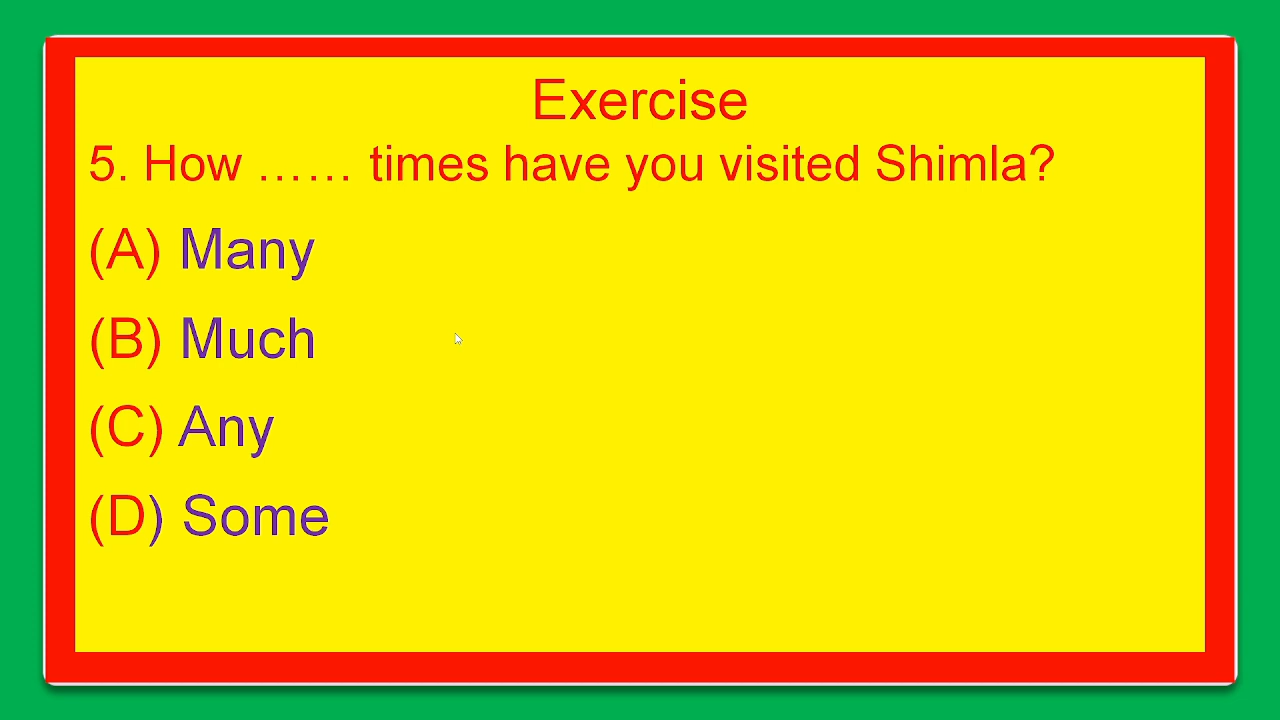 Exercise
5. How …… times have you visited Shimla?
(A) Many
(B) Much
(C) Any
(D) Some